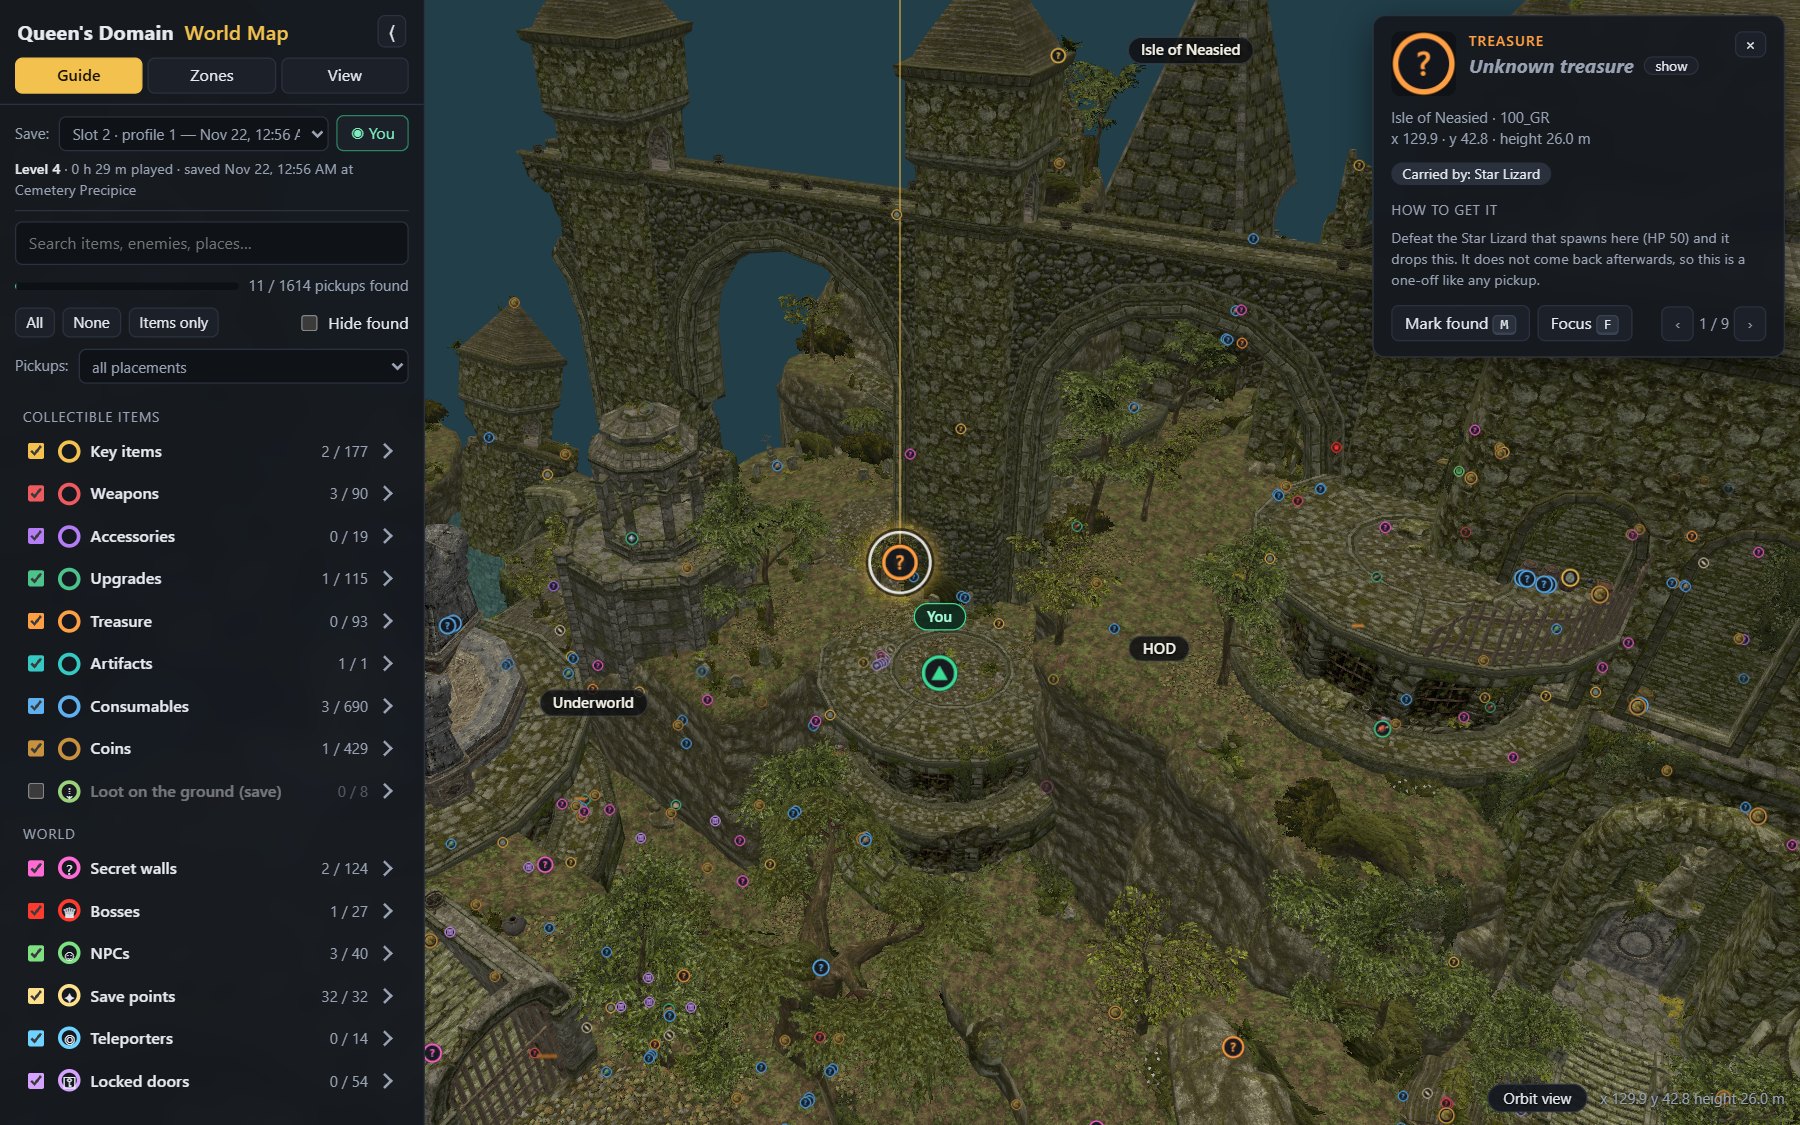 Queen's Domain World Map
Guide
Zones
View
Save:
Slot 2 · profile 1 — Nov 22, 12:56 A
You
Level 4 · 0 h 29 m played · saved Nov 22, 12:56 AM at
Cemetery Precipice
Search items, enemies, places...
11 / 1614 pickups found
All
None
Items only
Hide found
Pickups:
all placements
COLLECTIBLE ITEMS
Key items 2 / 177
Weapons 3 / 90
Accessories 0 / 19
Upgrades 1 / 115
Treasure 0 / 93
Artifacts 1 / 1
Consumables 3 / 690
Coins 1 / 429
Loot on the ground (save) 0 / 8
WORLD
Secret walls 2 / 124
Bosses 1 / 27
NPCs 3 / 40
Save points 32 / 32
Teleporters 0 / 14
Locked doors 0 / 54
Isle of Neasied
You
HOD
Underworld
TREASURE
Unknown treasure show
Isle of Neasied · 100_GR
x 129.9 · y 42.8 · height 26.0 m
Carried by: Star Lizard
HOW TO GET IT
Defeat the Star Lizard that spawns here (HP 50) and it
drops this. It does not come back afterwards, so this is a
one-off like any pickup.
Mark found M
Focus F
‹ 1 / 9 ›
Orbit view
x 129.9 y 42.8 height 26.0 m